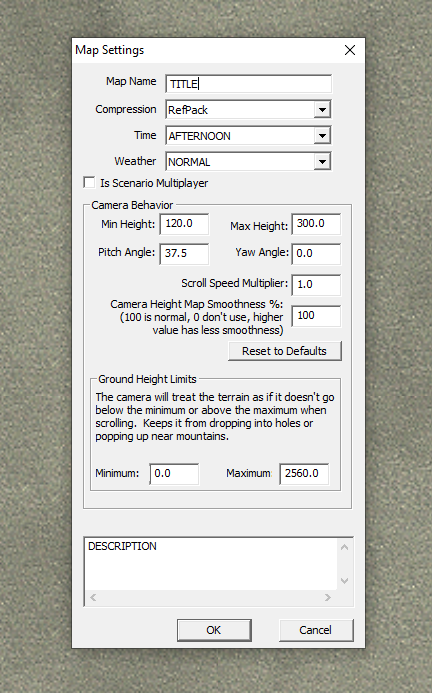 Map Settings
Map Name TITLE
Compression RefPack
Time AFTERNOON
Weather NORMAL
Is Scenario Multiplayer
Camera Behavior
Min Height: 120.0 Max Height: 300.0
Pitch Angle: 37.5 Yaw Angle: 0.0
Scroll Speed Multiplier: 1.0
Camera Height Map Smoothness %:
(100 is normal, 0 don't use, higher
value has less smoothness)
100
Reset to Defaults
Ground Height Limits
The camera will treat the terrain as if it doesn't go
below the minimum or above the maximum when
scrolling. Keeps it from dropping into holes or
popping up near mountains.
Minimum: 0.0 Maximum 2560.0
DESCRIPTION
OK Cancel